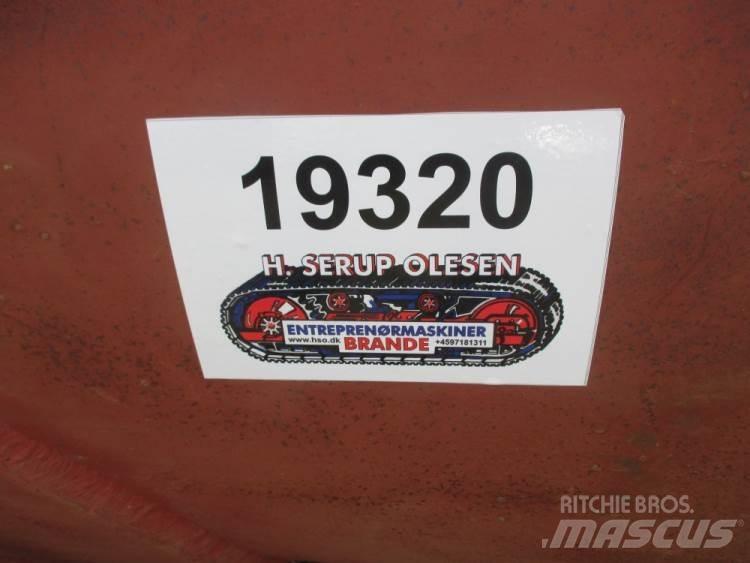 19320
H. SERUP OLESEN
ENTREPRENØRMASKINER
www.hso.dk BRANDE +4597181311
RITCHIE BROS.
MASCUS